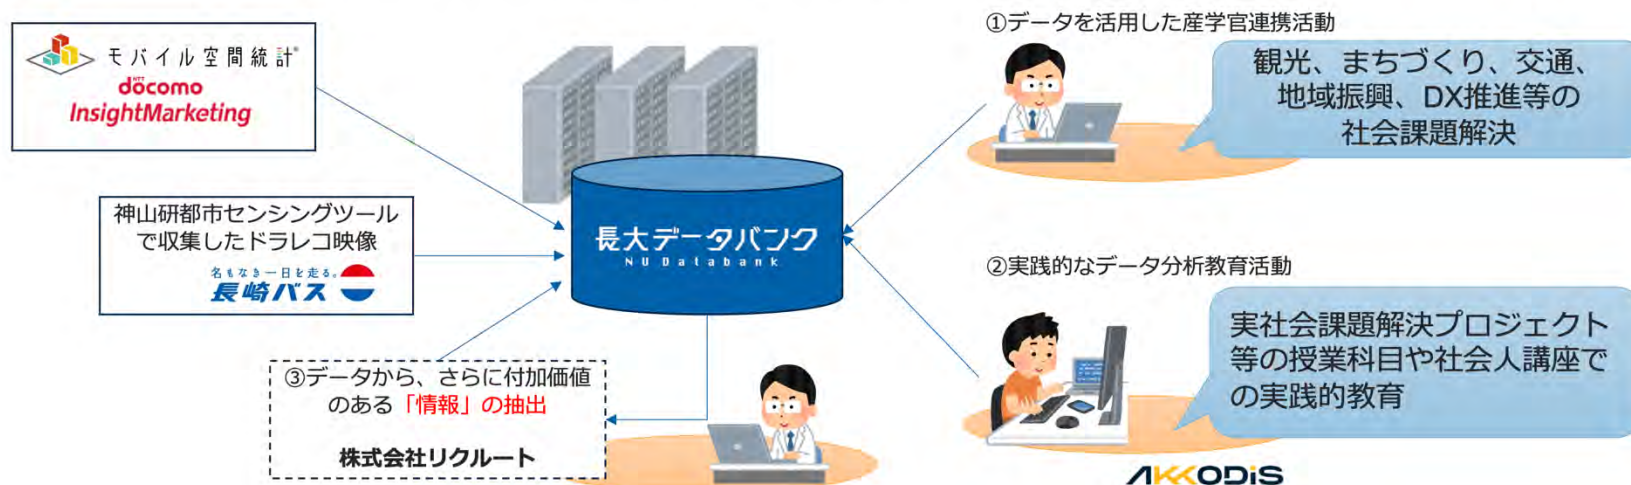 モバイル空間統計®
NTT
döcomo
InsightMarketing
神山研都市センシングツール
で収集したドラレコ映像
名もなき一日を走る。
長崎バス
③データから、さらに付加価値
のある「情報」の抽出
株式会社リクルート
長大データバンク
NU Databank
①データを活用した産学官連携活動
観光、まちづくり、交通、
地域振興、DX推進等の
社会課題解決
②実践的なデータ分析教育活動
実社会課題解決プロジェクト
等の授業科目や社会人講座で
の実践的教育
AKKODiS